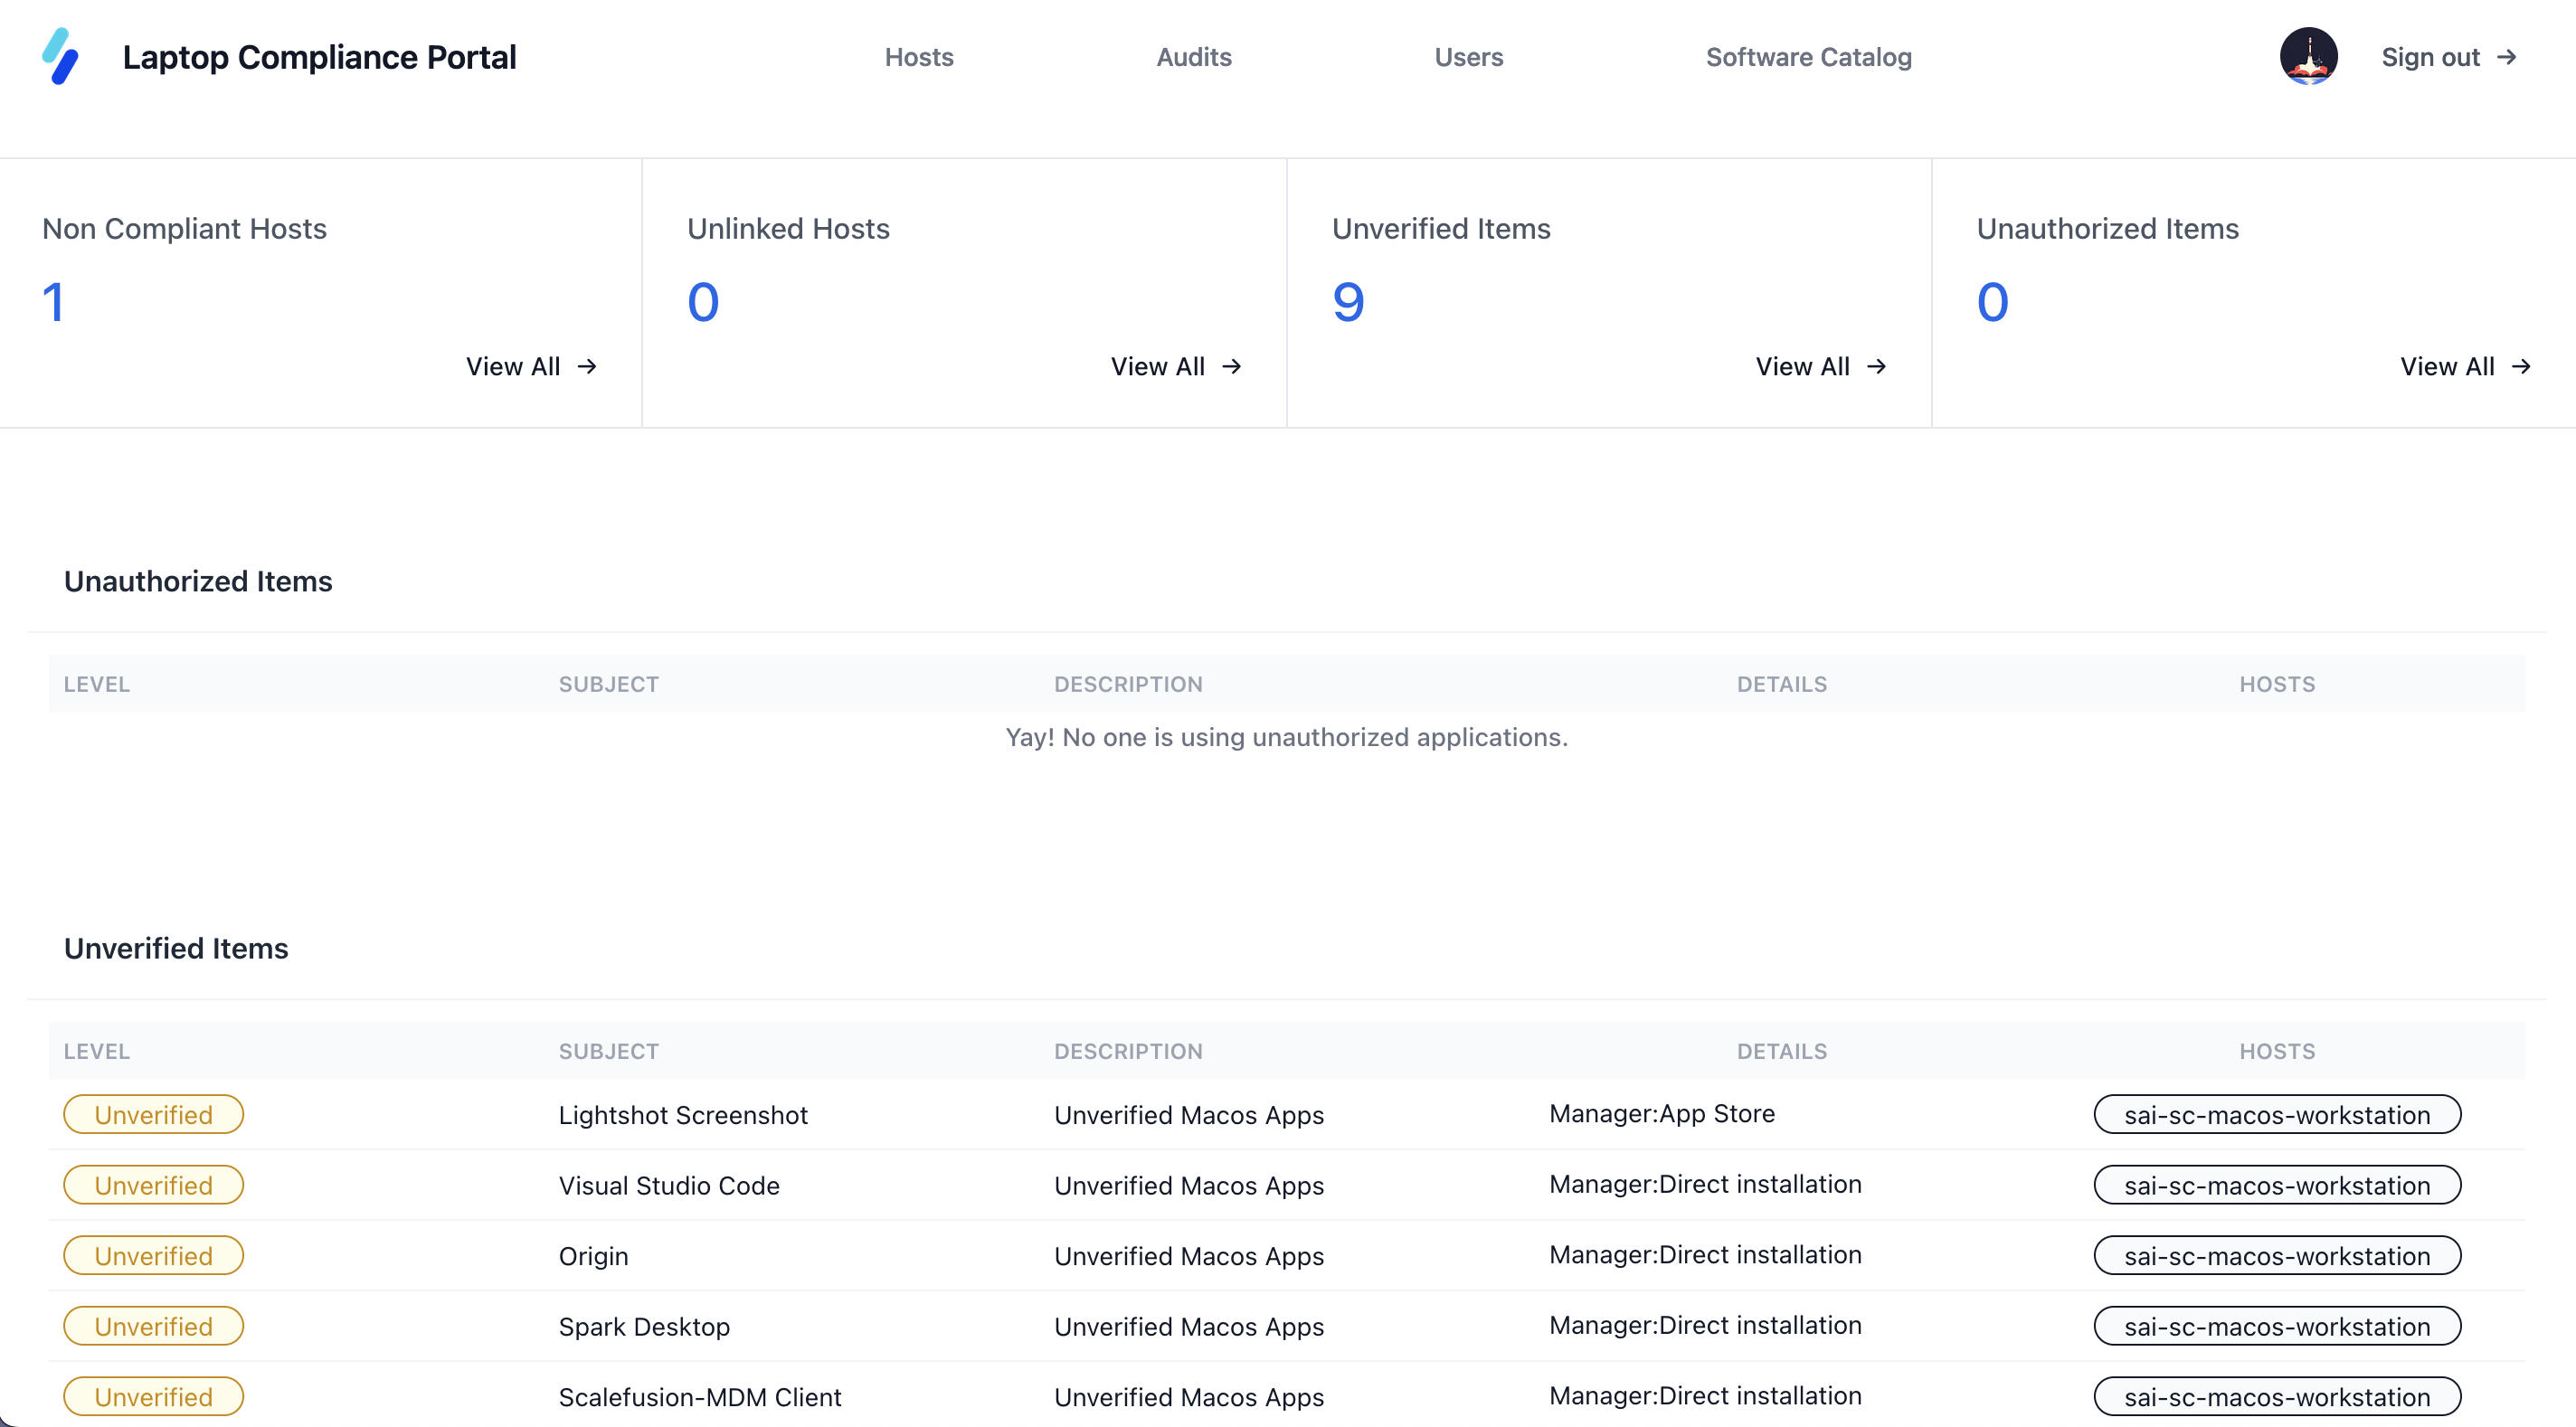 Laptop Compliance Portal Hosts Audits Users Software Catalog Sign out →
Non Compliant Hosts Unlinked Hosts Unverified Items Unauthorized Items
1 0 9 0
View All → View All → View All → View All →
Unauthorized Items
LEVEL SUBJECT DESCRIPTION DETAILS HOSTS
Yay! No one is using unauthorized applications.
Unverified Items
LEVEL SUBJECT DESCRIPTION DETAILS HOSTS
Unverified Lightshot Screenshot Unverified Macos Apps Manager:App Store sai-sc-macos-workstation
Unverified Visual Studio Code Unverified Macos Apps Manager:Direct installation sai-sc-macos-workstation
Unverified Origin Unverified Macos Apps Manager:Direct installation sai-sc-macos-workstation
Unverified Spark Desktop Unverified Macos Apps Manager:Direct installation sai-sc-macos-workstation
Unverified Scalefusion-MDM Client Unverified Macos Apps Manager:Direct installation sai-sc-macos-workstation